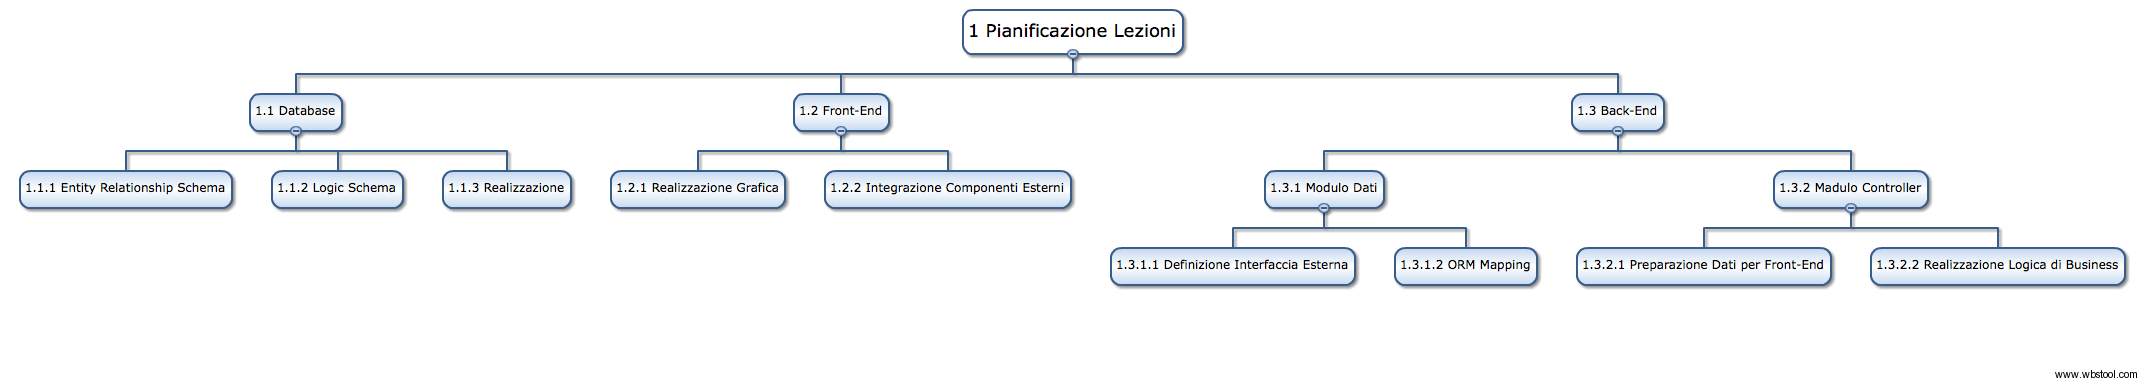 1 Pianificazione Lezioni
1.1 Database
1.2 Front-End
1.3 Back-End
1.1.1 Entity Relationship Schema
1.1.2 Logic Schema
1.1.3 Realizzazione
1.2.1 Realizzazione Grafica
1.2.2 Integrazione Componenti Esterni
1.3.1 Modulo Dati
1.3.2 Madulo Controller
1.3.1.1 Definizione Interfaccia Esterna
1.3.1.2 ORM Mapping
1.3.2.1 Preparazione Dati per Front-End
1.3.2.2 Realizzazione Logica di Business
www.wbstool.com